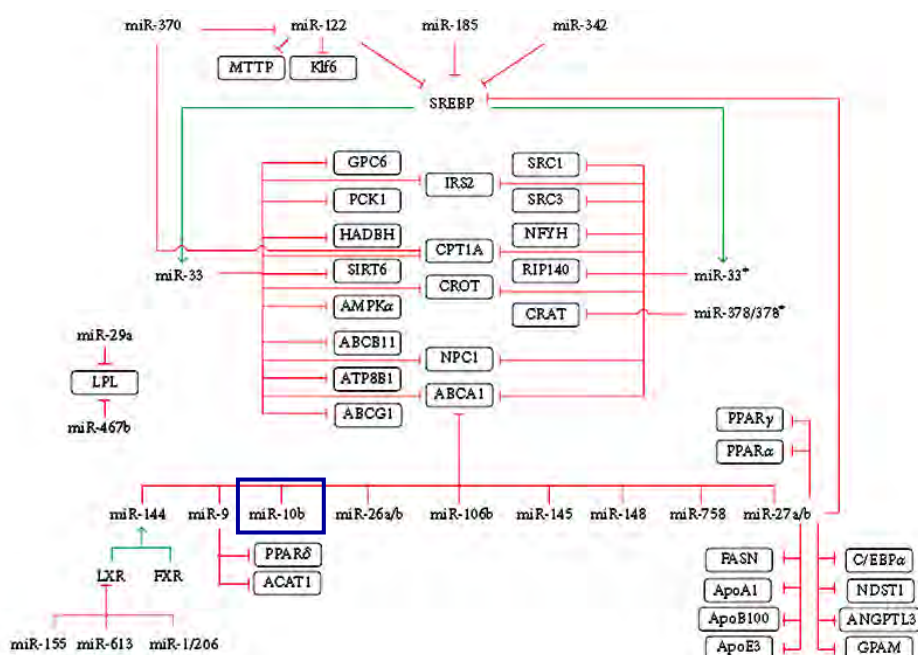 miR-370 miR-122 miR-185 miR-342
MTTP Klf6
SREBP
GPC6 SRC1
IRS2
PCK1 SRC3
HADBH NFYH
CPT1A
miR-33 SIRT6 RIP140 miR-33*
CROT
AMPKα CRAT miR-378/378*
miR-29a ABCB11
NPC1
LPL ATP8B1
ABCA1
ABCG1
miR-467b PPARγ
PPARα
miR-144 miR-9 miR-10b miR-26a/b miR-106b miR-145 miR-148 miR-758 miR-27a/b
PPARδ FASN C/EBPα
LXR FXR ACAT1
ApoA1 NDST1
ApoB100 ANGPTL3
miR-155 miR-613 miR-1/206 ApoE3 GPAM